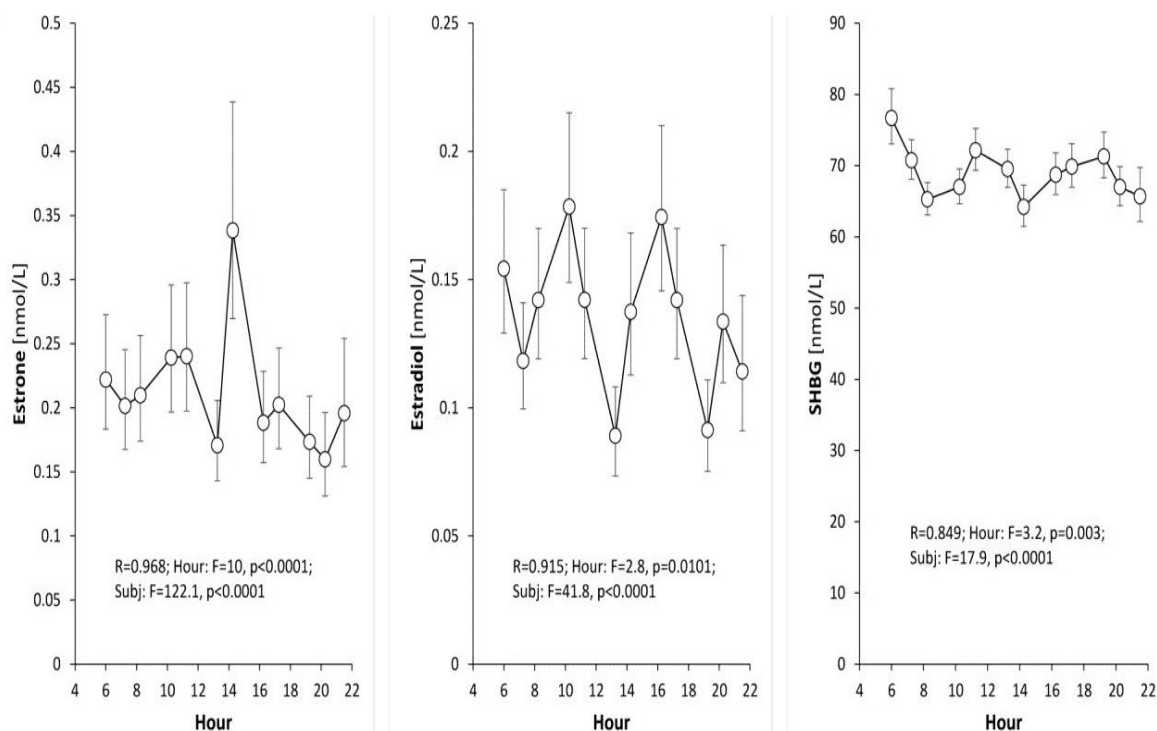 0.5
0.45
0.4
0.35
0.3
0.25
0.2
0.15
0.1
0.05
0
Estrone [nmol/L]
R=0.968; Hour: F=10, p<0.0001;
Subj: F=122.1, p<0.0001
4 6 8 10 12 14 16 18 20 22
Hour
0.25
0.2
0.15
0.1
0.05
0
Estradiol [nmol/L]
R=0.915; Hour: F=2.8, p=0.0101;
Subj: F=41.8, p<0.0001
4 6 8 10 12 14 16 18 20 22
Hour
90
80
70
60
50
40
30
20
10
0
SHBG [nmol/L]
R=0.849; Hour: F=3.2, p=0.003;
Subj: F=17.9, p<0.0001
4 6 8 10 12 14 16 18 20 22
Hour